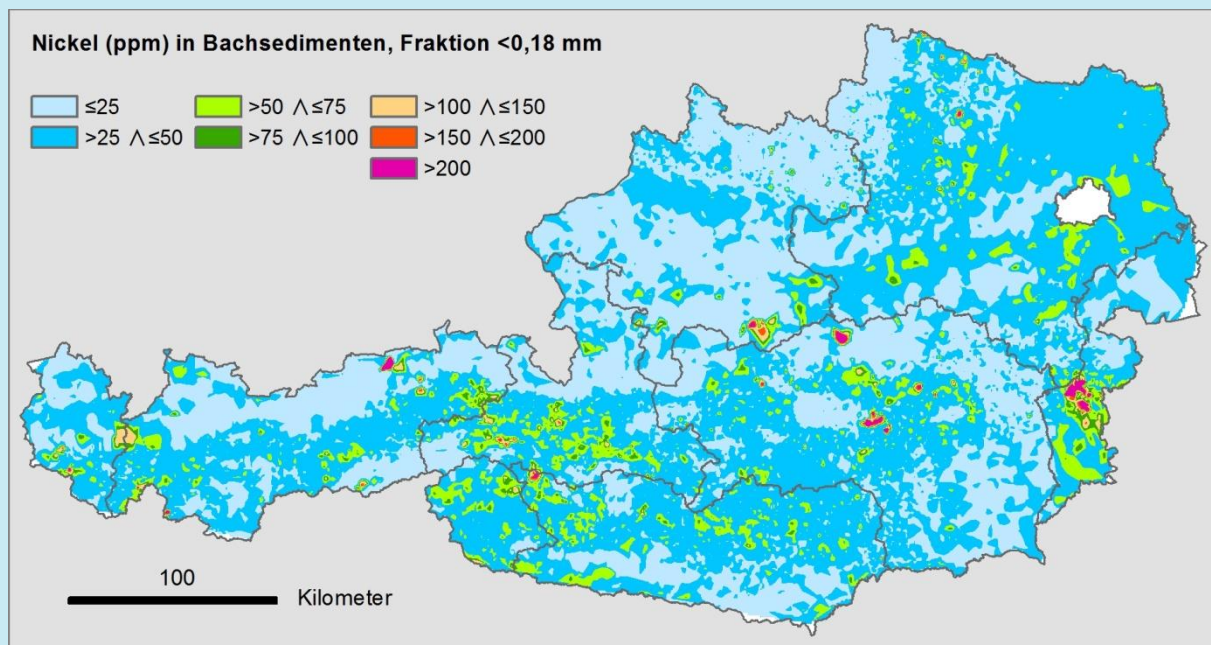 Nickel (ppm) in Bachsedimenten, Fraktion <0,18 mm
≤25 >50 ∧≤75 >100 ∧≤150
>25 ∧≤50 >75 ∧≤100 >150 ∧≤200
>200
100
Kilometer